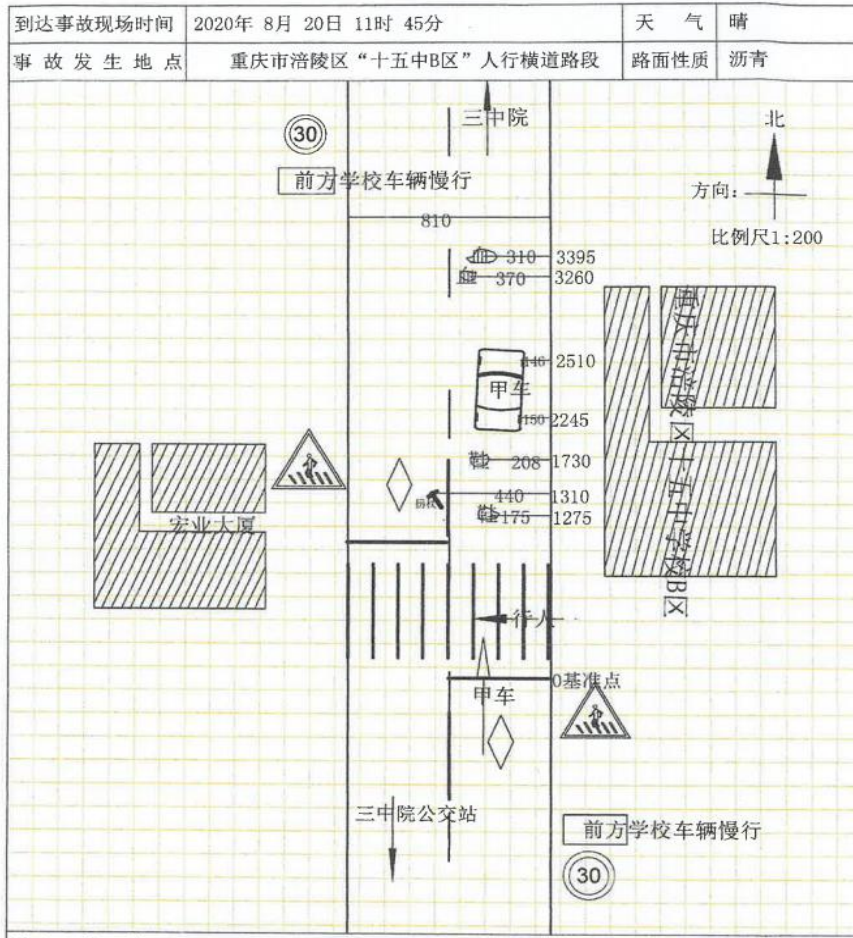 到达事故现场时间 2020年 8月 20日 11时 45分 天 气 晴
事 故 发 生 地 点 重庆市涪陵区“十五中B区”人行横道路段 路面性质 沥青
三中院
30
北
前方学校车辆慢行
方向:
810
比例尺1:200
310 3395
370 3260
146 2510
甲车
150 2245
重庆市涪陵区十五中学校B区
208 1730
440 1310
175 1275
宏业大厦
行人
0基准点
甲车
三中院公交站
前方学校车辆慢行
30